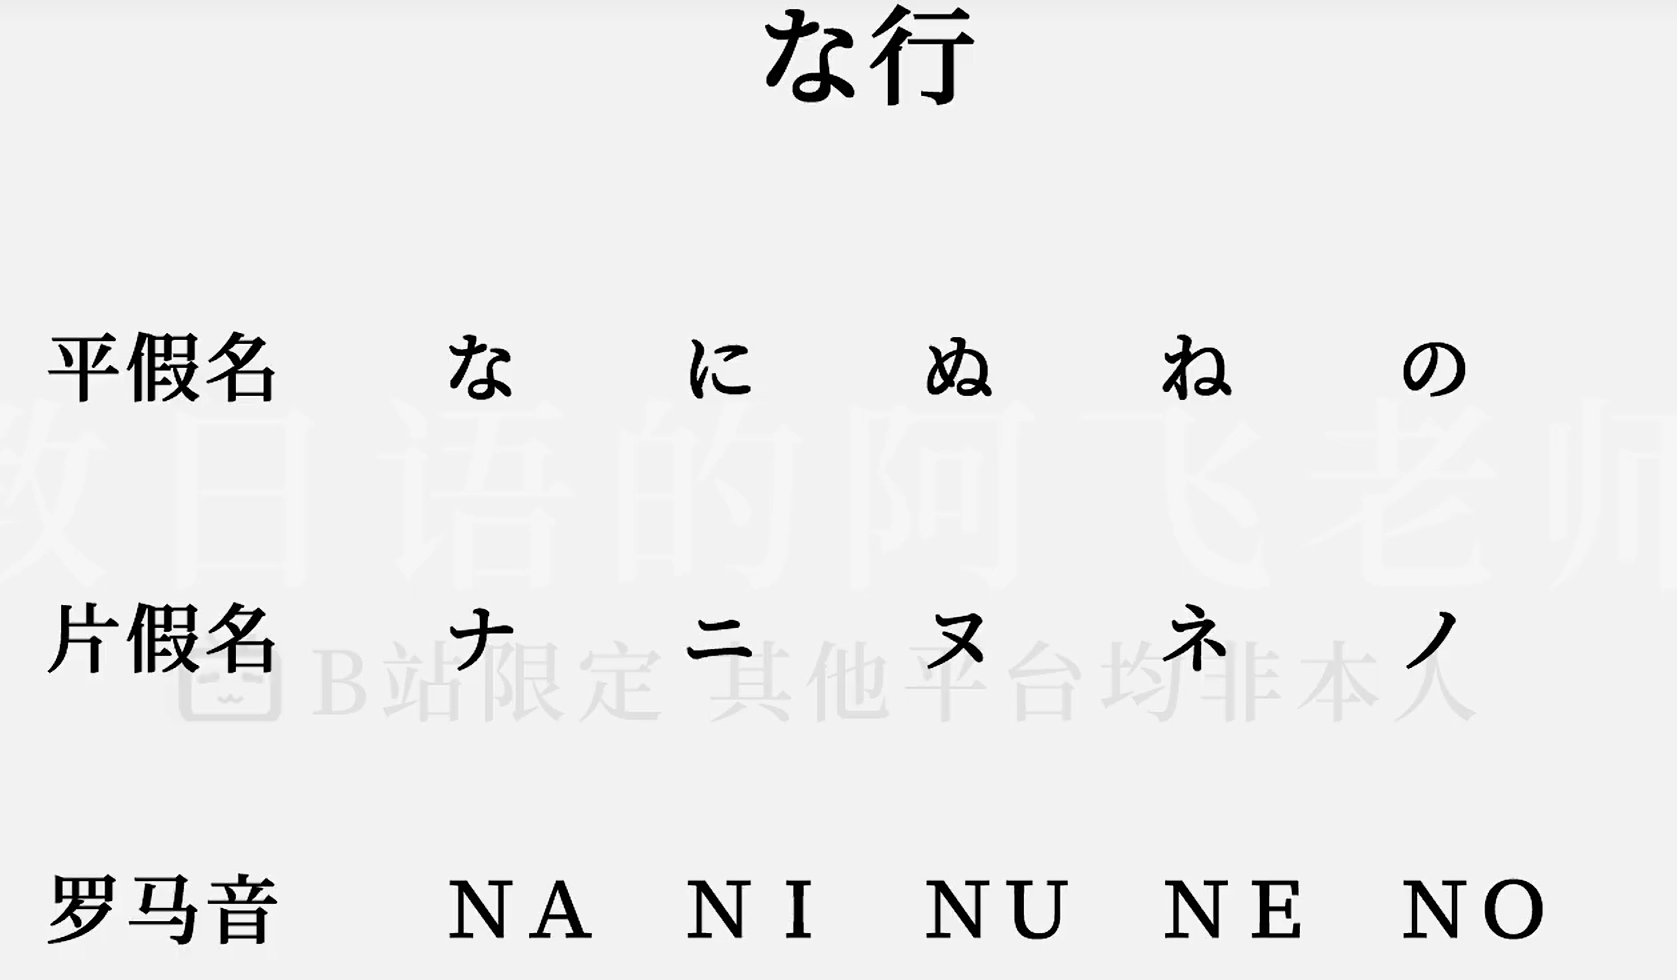 な行
平假名 な に ぬ ね の
教日语的阿飞老师
片假名 ナ ニ ヌ ネ ノ
B站限定 其他平台均非本人
罗马音 NA NI NU NE NO